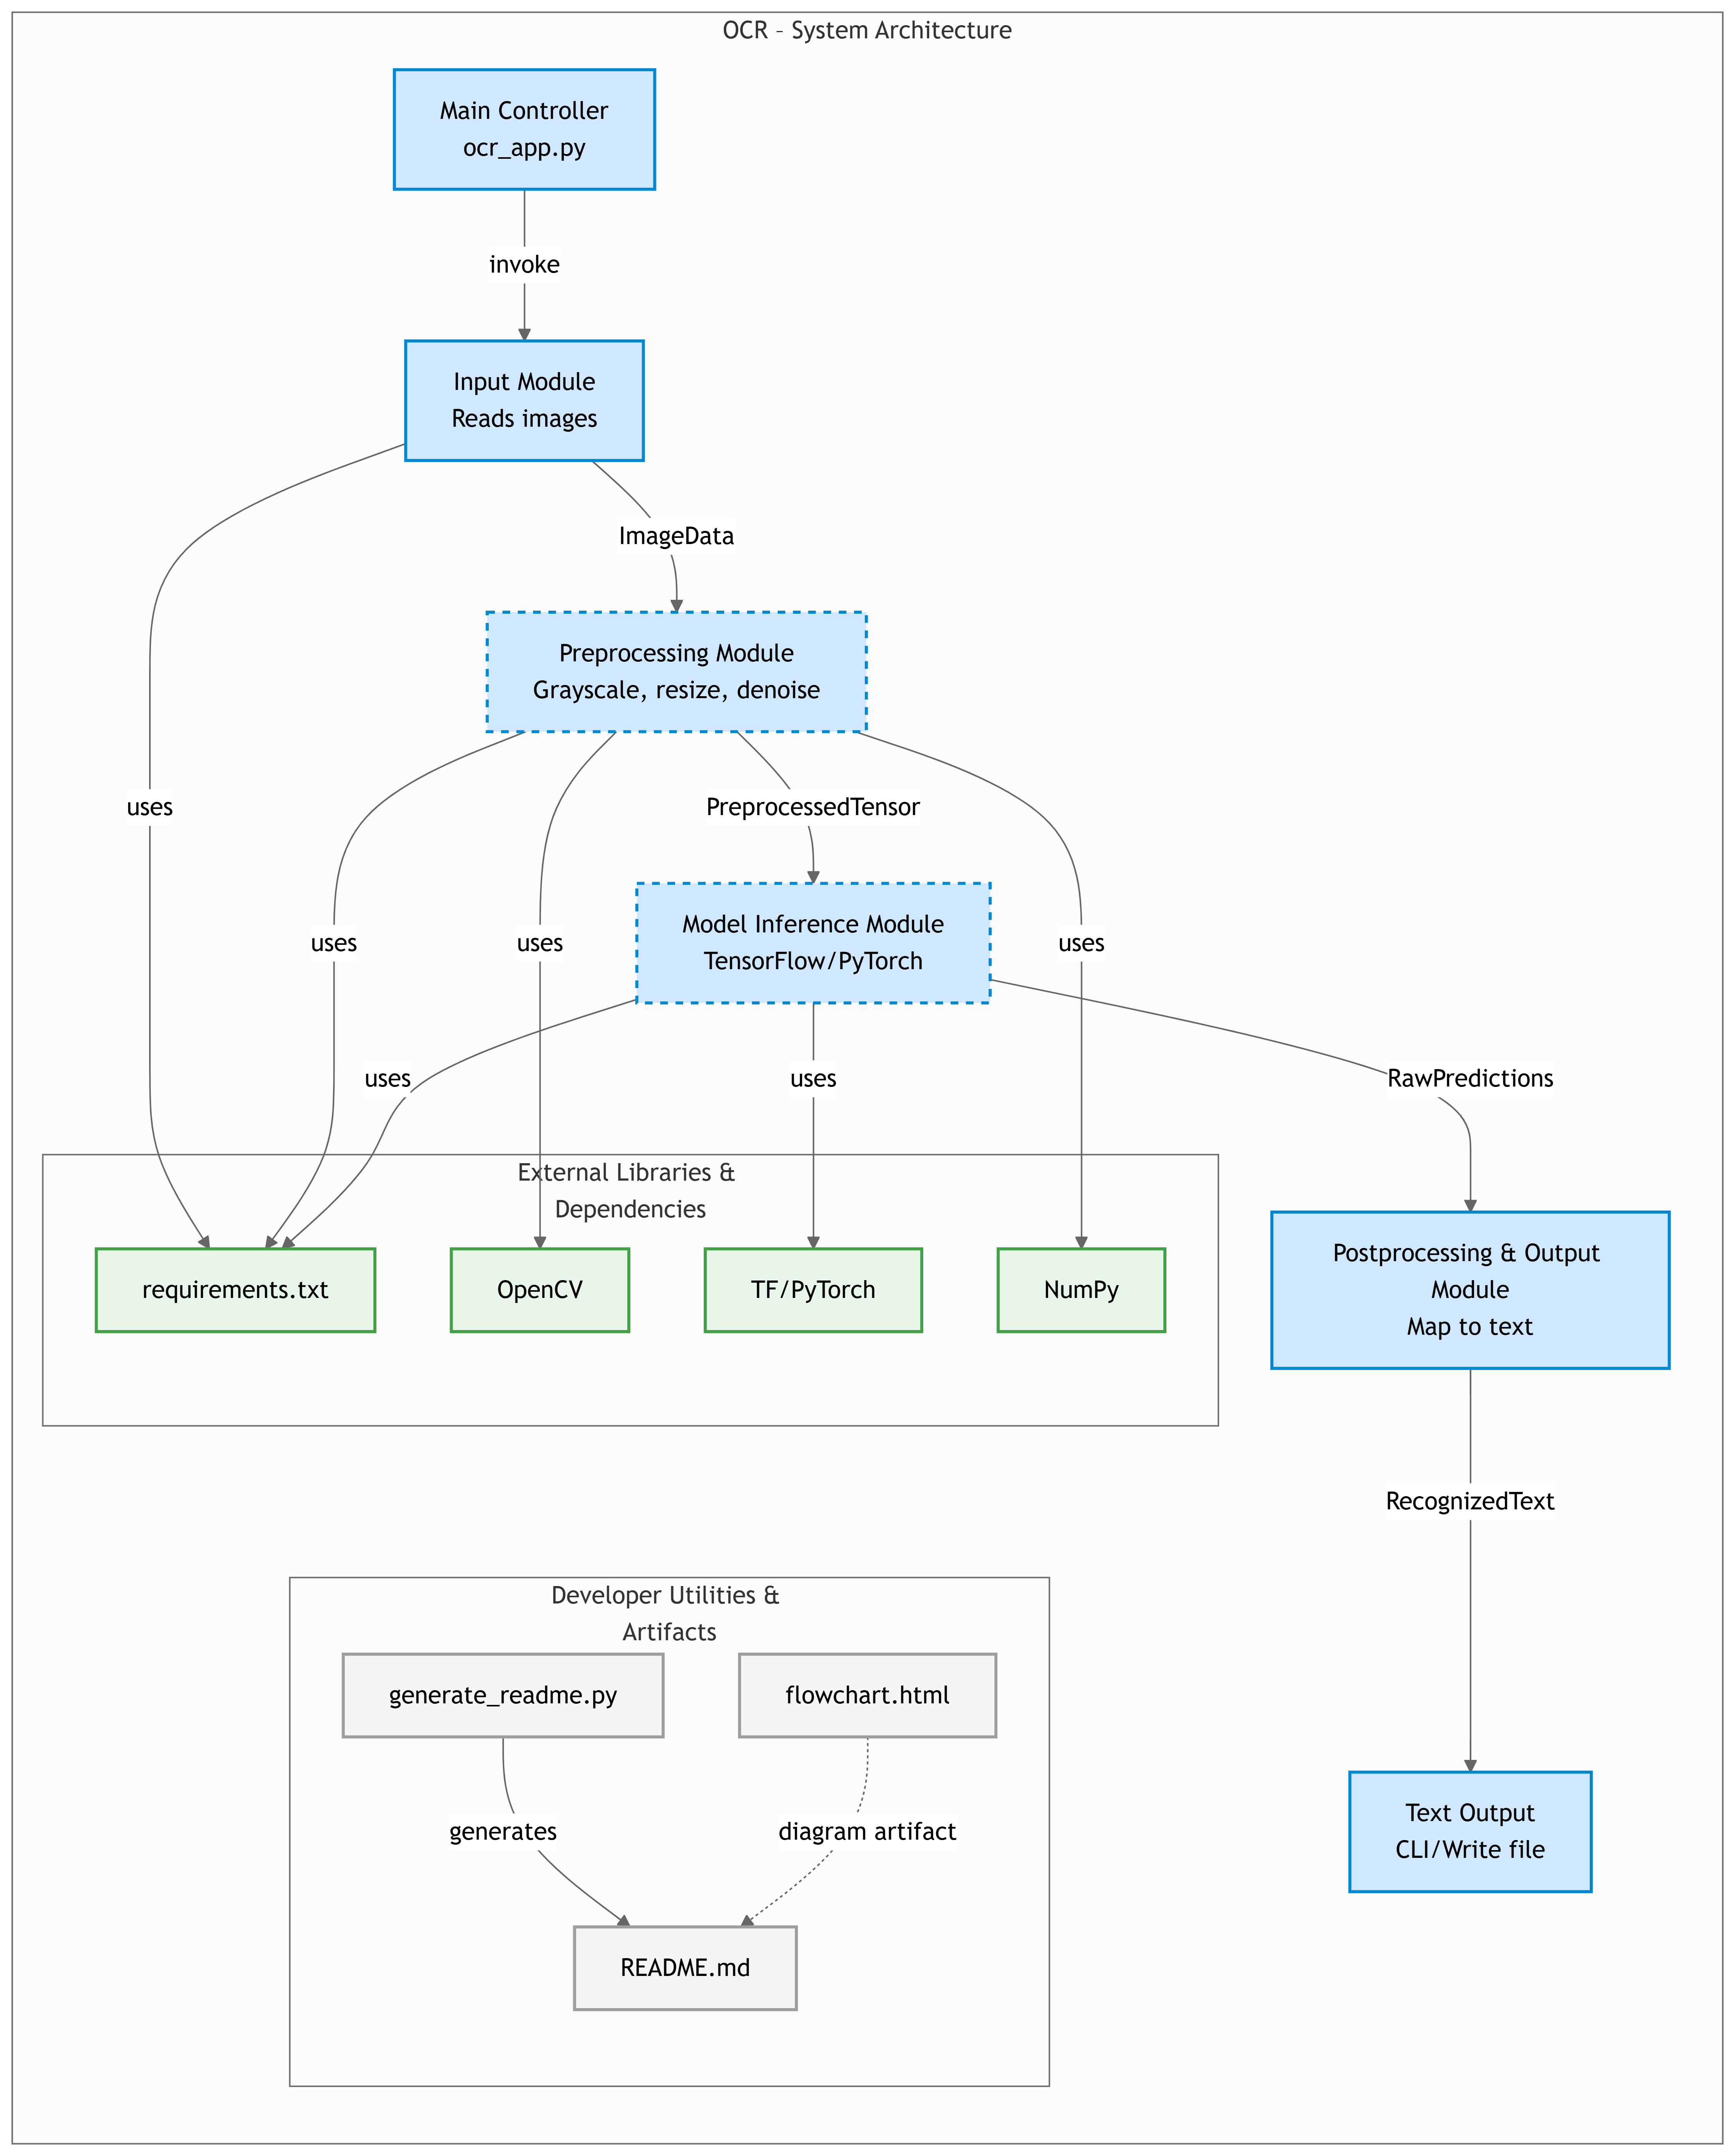 OCR – System Architecture
Main Controller
ocr_app.py
invoke
Input Module
Reads images
ImageData
Preprocessing Module
Grayscale, resize, denoise
uses
PreprocessedTensor
uses
uses
Model Inference Module
TensorFlow/PyTorch
uses
uses
uses
RawPredictions
External Libraries &
Dependencies
requirements.txt
OpenCV
TF/PyTorch
NumPy
Postprocessing & Output
Module
Map to text
RecognizedText
Developer Utilities &
Artifacts
generate_readme.py
flowchart.html
generates
diagram artifact
Text Output
CLI/Write file
README.md